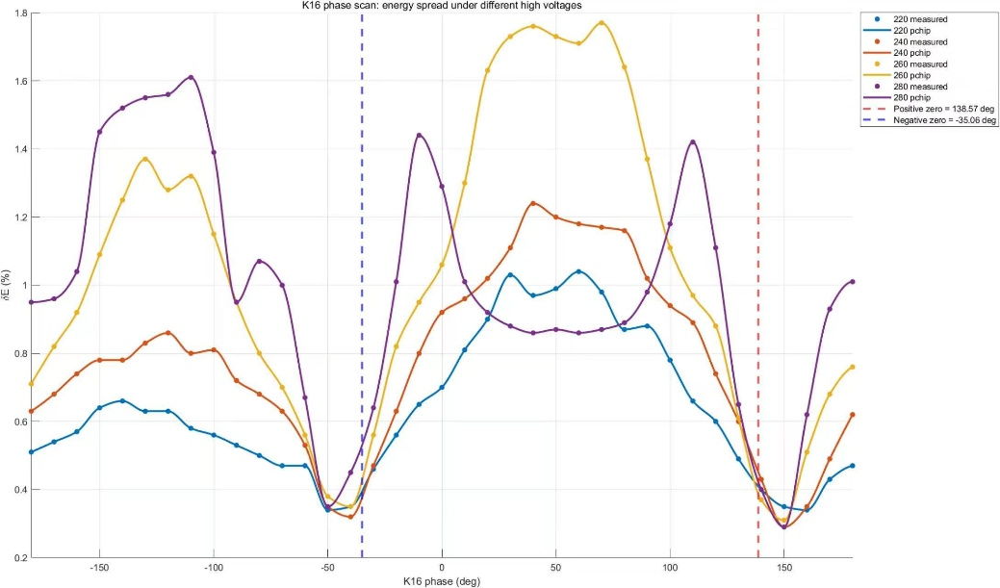 K16 phase scan: energy spread under different high voltages
1.8
1.6
1.4
1.2
1
0.8
0.6
0.4
0.2
δE (%)
-150
-100
-50
0
50
100
150
K16 phase (deg)
220 measured
220 pchip
240 measured
240 pchip
260 measured
260 pchip
280 measured
280 pchip
Positive zero = 138.57 deg
Negative zero = -35.06 deg